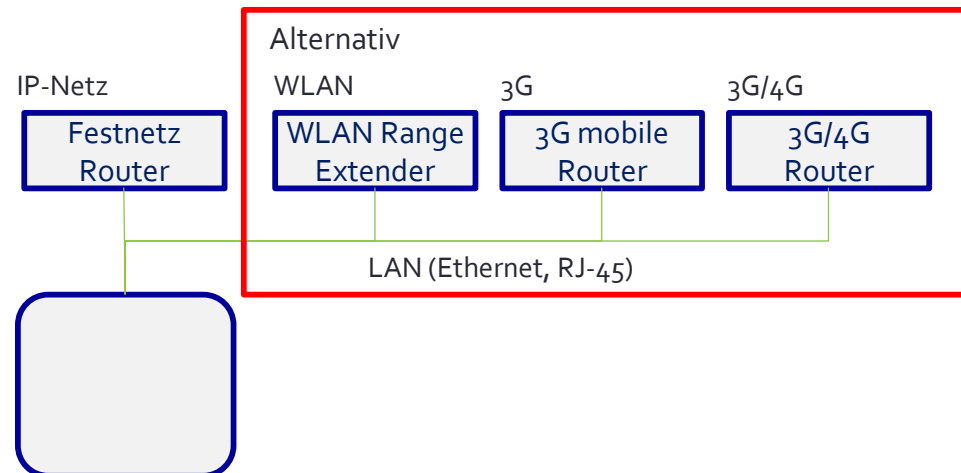 Alternativ
IP-Netz
WLAN
3G
3G/4G
Festnetz
Router
WLAN Range
Extender
3G mobile
Router
3G/4G
Router
LAN (Ethernet, RJ-45)